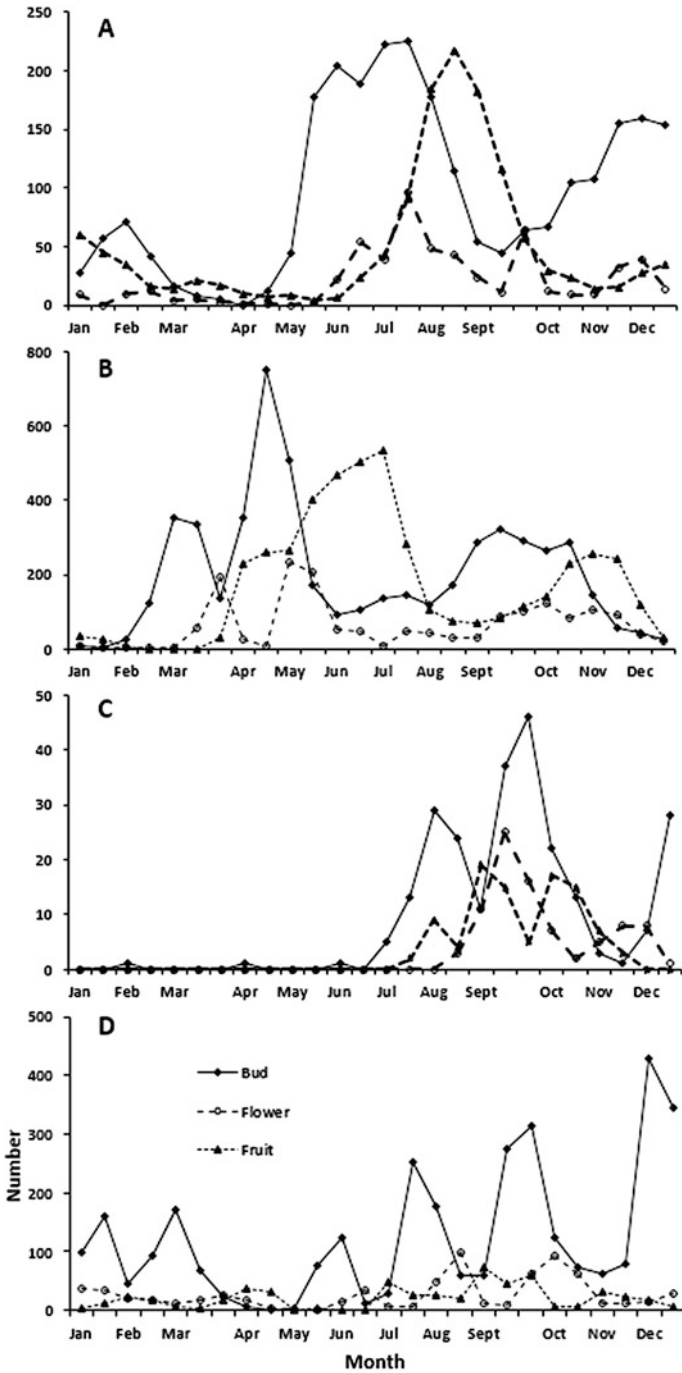 A
250
200
150
100
50
0
Jan Feb Mar Apr May Jun Jul Aug Sept Oct Nov Dec
B
800
600
400
200
0
Jan Feb Mar Apr May Jun Jul Aug Sept Oct Nov Dec
C
50
40
30
20
10
0
Jan Feb Mar Apr May Jun Jul Aug Sept Oct Nov Dec
D
500
400
300
200
100
0
Number
Bud
Flower
Fruit
Jan Feb Mar Apr May Jun Jul Aug Sept Oct Nov Dec
Month